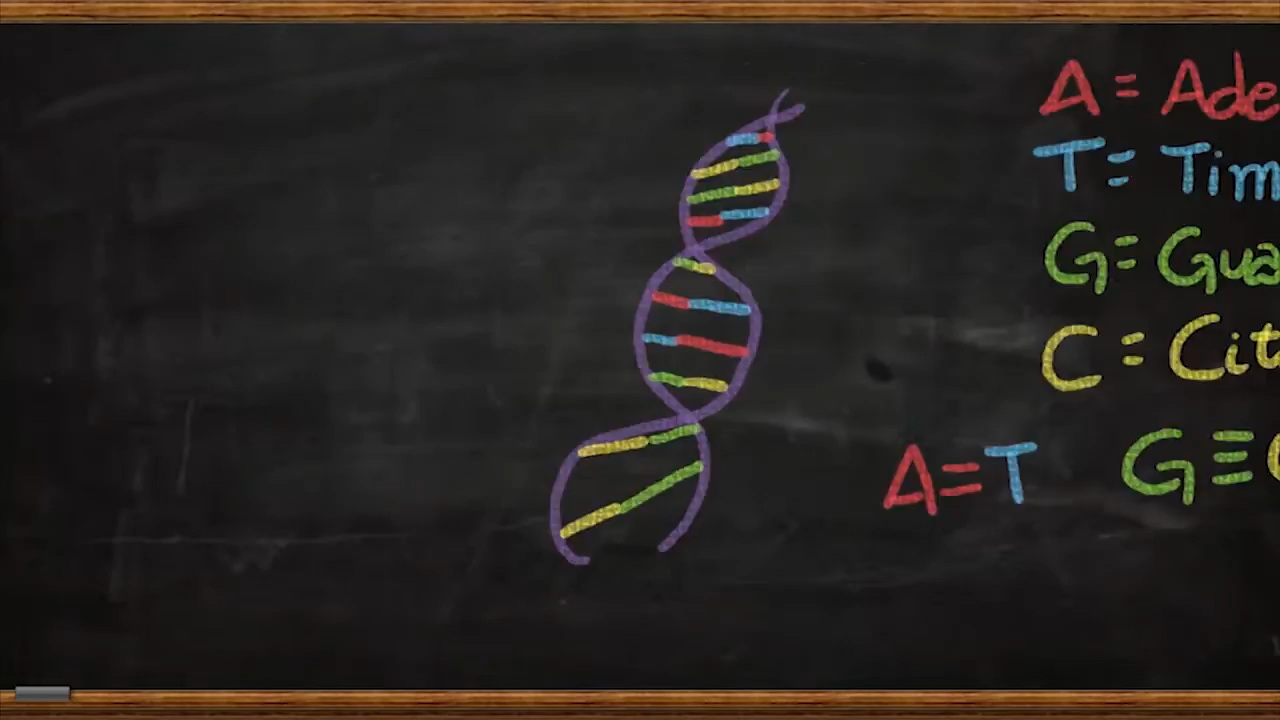 A = Ade
T = Tim
G = Gua
C = Cit
A=T G≡